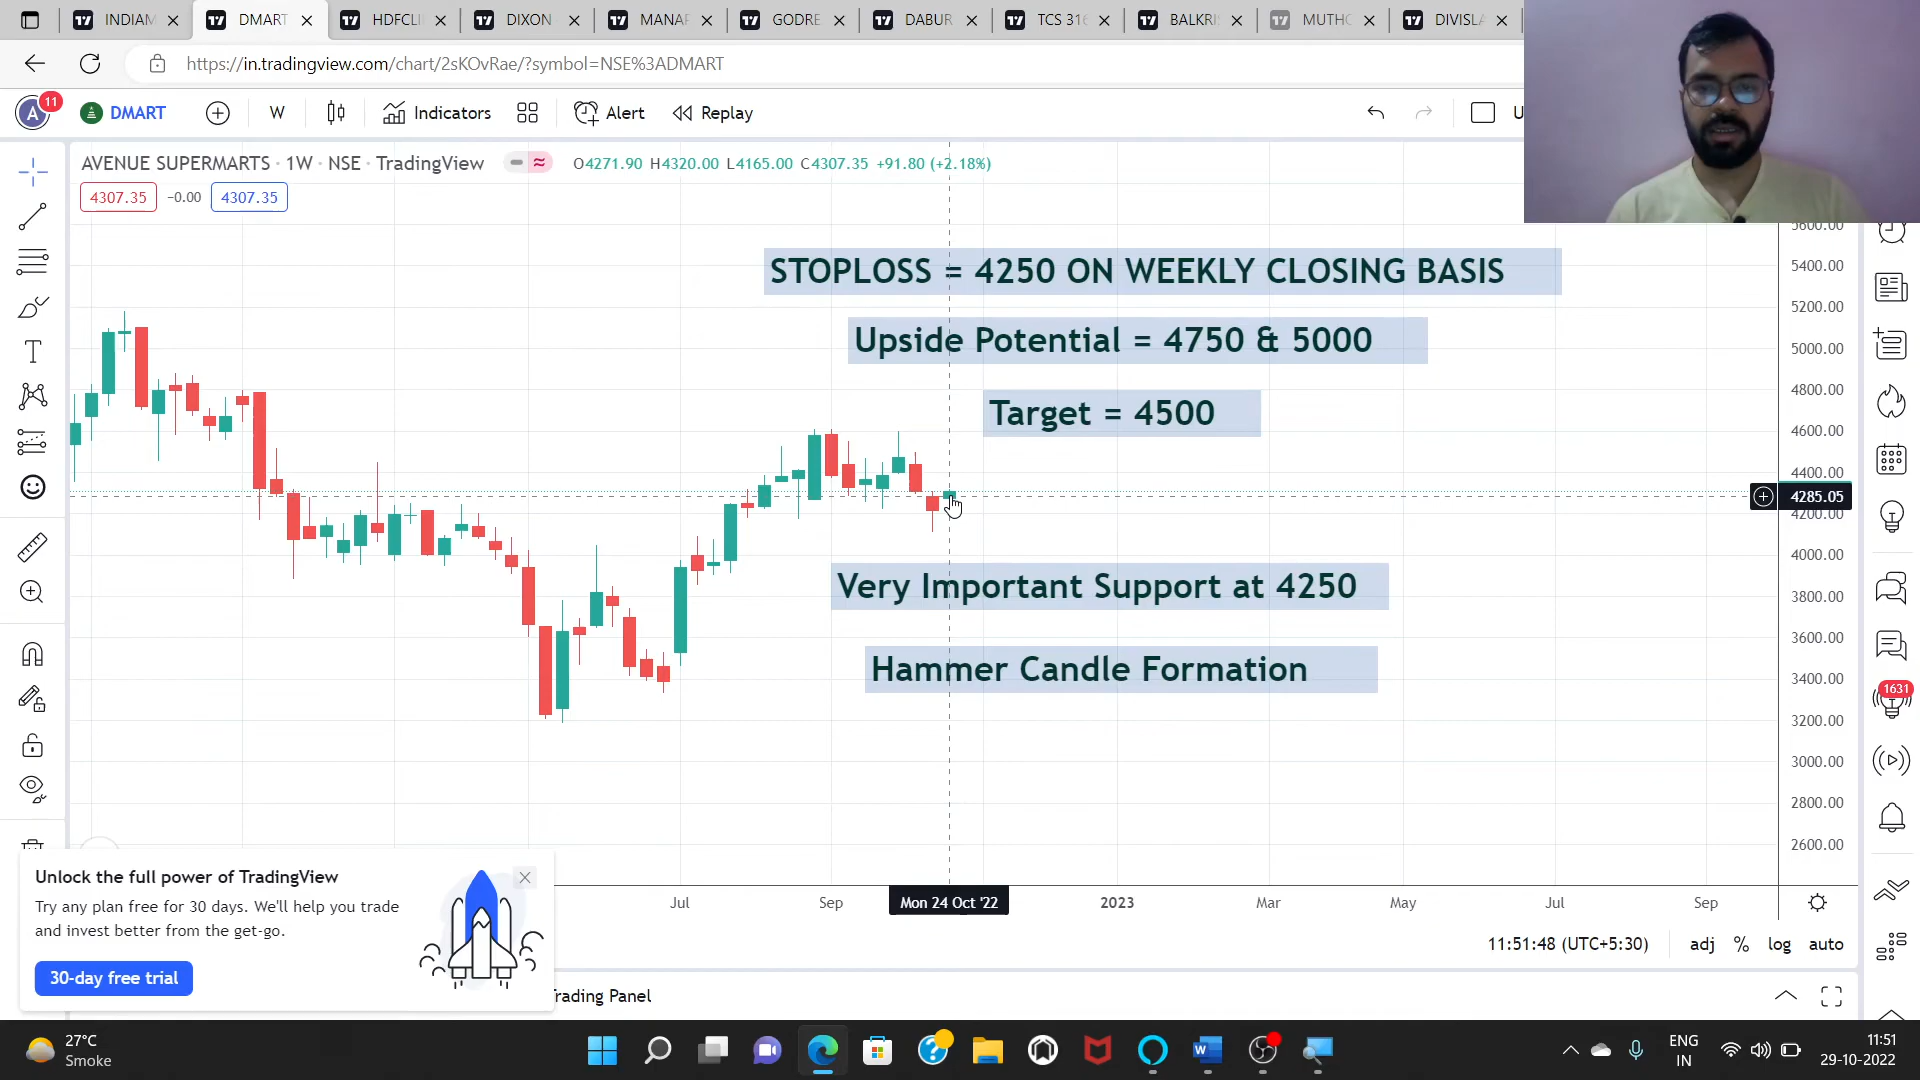 INDIAM
DMART
HDFCLI
DIXON
MANAP
GODRE
DABUR
TCS 316
BALKRI
MUTHO
DIVISLA
https://in.tradingview.com/chart/2sKOvRae/?symbol=NSE%3ADMART
A
11
DMART
W
Indicators
Alert
Replay
U
AVENUE SUPERMARTS · 1W · NSE · TradingView
O4271.90 H4320.00 L4165.00 C4307.35 +91.80 (+2.18%)
4307.35
−0.00
4307.35
STOPLOSS = 4250 ON WEEKLY CLOSING BASIS
Upside Potential = 4750 & 5000
Target = 4500
Very Important Support at 4250
Hammer Candle Formation
5600.00
5400.00
5200.00
5000.00
4800.00
4600.00
4400.00
4285.05
4200.00
4000.00
3800.00
3600.00
3400.00
3200.00
3000.00
2800.00
2600.00
1631
Jul
Sep
Mon 24 Oct '22
2023
Mar
May
Jul
Sep
Unlock the full power of TradingView
Try any plan free for 30 days. We'll help you trade
and invest better from the get-go.
30-day free trial
11:51:48 (UTC+5:30)
adj
%
log
auto
Trading Panel
27°C
Smoke
ENG
IN
11:51
29-10-2022